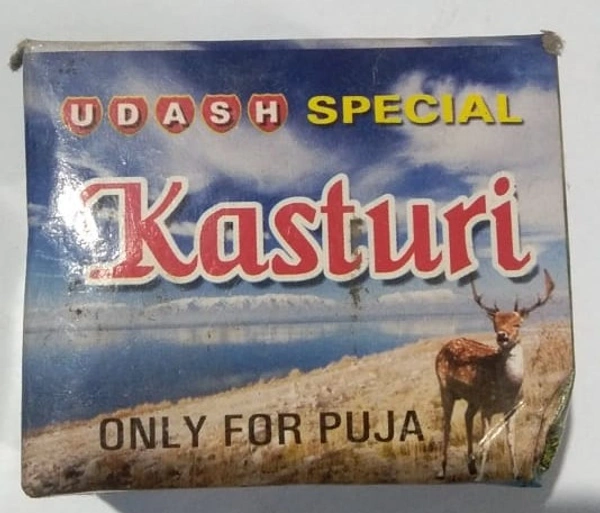 UDASH SPECIAL
Kasturi
ONLY FOR PUJA